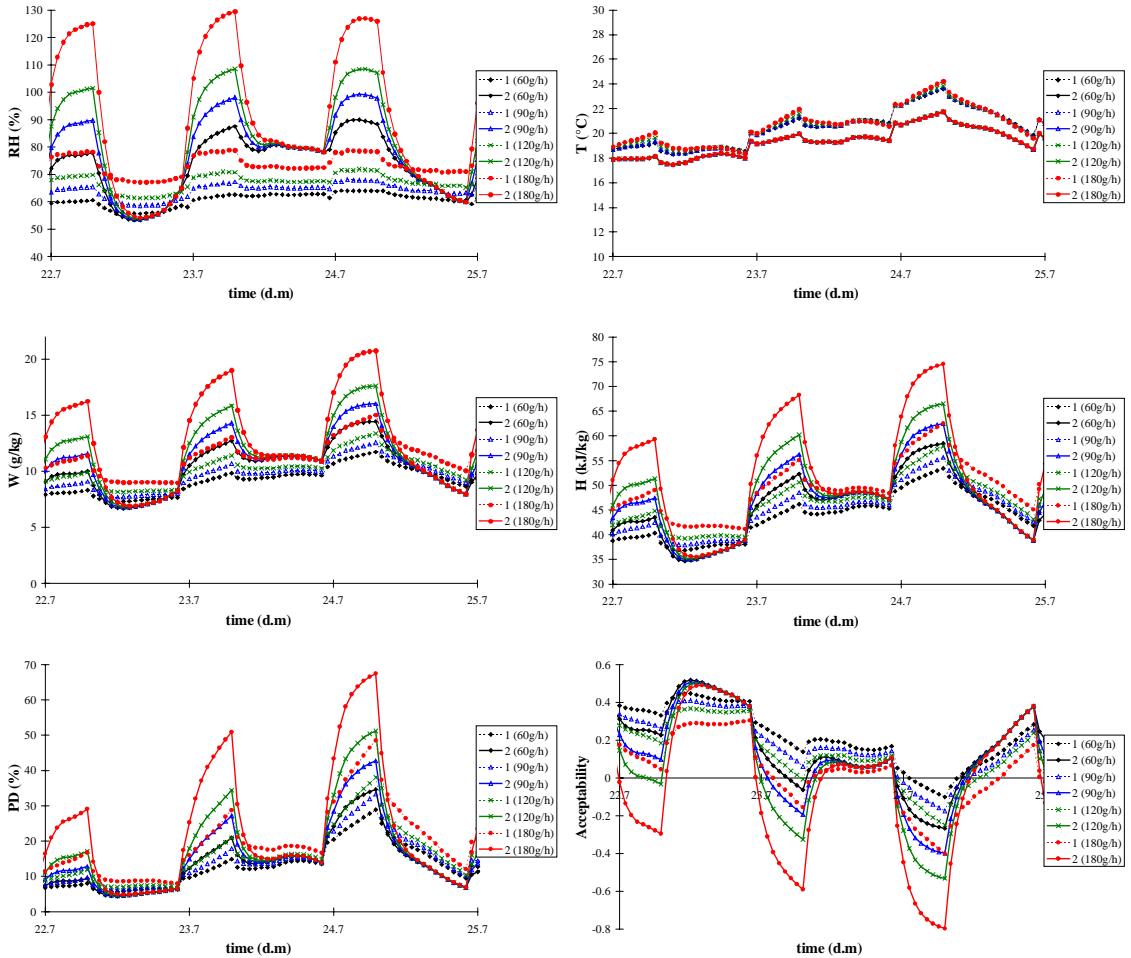 RH (%)
130
120
110
100
90
80
70
60
50
40
22.7
23.7
24.7
25.7
time (d.m)
1 (60g/h)
2 (60g/h)
1 (90g/h)
2 (90g/h)
1 (120g/h)
2 (120g/h)
1 (180g/h)
2 (180g/h)
T (°C)
30
28
26
24
22
20
18
16
14
12
10
22.7
23.7
24.7
25.7
time (d.m)
1 (60g/h)
2 (60g/h)
1 (90g/h)
2 (90g/h)
1 (120g/h)
2 (120g/h)
1 (180g/h)
2 (180g/h)
W (g/kg)
20
15
10
5
0
22.7
23.7
24.7
25.7
time (d.m)
1 (60g/h)
2 (60g/h)
1 (90g/h)
2 (90g/h)
1 (120g/h)
2 (120g/h)
1 (180g/h)
2 (180g/h)
H (kJ/kg)
80
75
70
65
60
55
50
45
40
35
30
22.7
23.7
24.7
25.7
time (d.m)
1 (60g/h)
2 (60g/h)
1 (90g/h)
2 (90g/h)
1 (120g/h)
2 (120g/h)
1 (180g/h)
2 (180g/h)
PD (%)
70
60
50
40
30
20
10
0
22.7
23.7
24.7
25.7
time (d.m)
1 (60g/h)
2 (60g/h)
1 (90g/h)
2 (90g/h)
1 (120g/h)
2 (120g/h)
1 (180g/h)
2 (180g/h)
Acceptability
0.6
0.4
0.2
0
-0.2
-0.4
-0.6
-0.8
22.7
23.7
24.7
time (d.m)
1 (60g/h)
2 (60g/h)
1 (90g/h)
2 (90g/h)
1 (120g/h)
2 (120g/h)
1 (180g/h)
2 (180g/h)